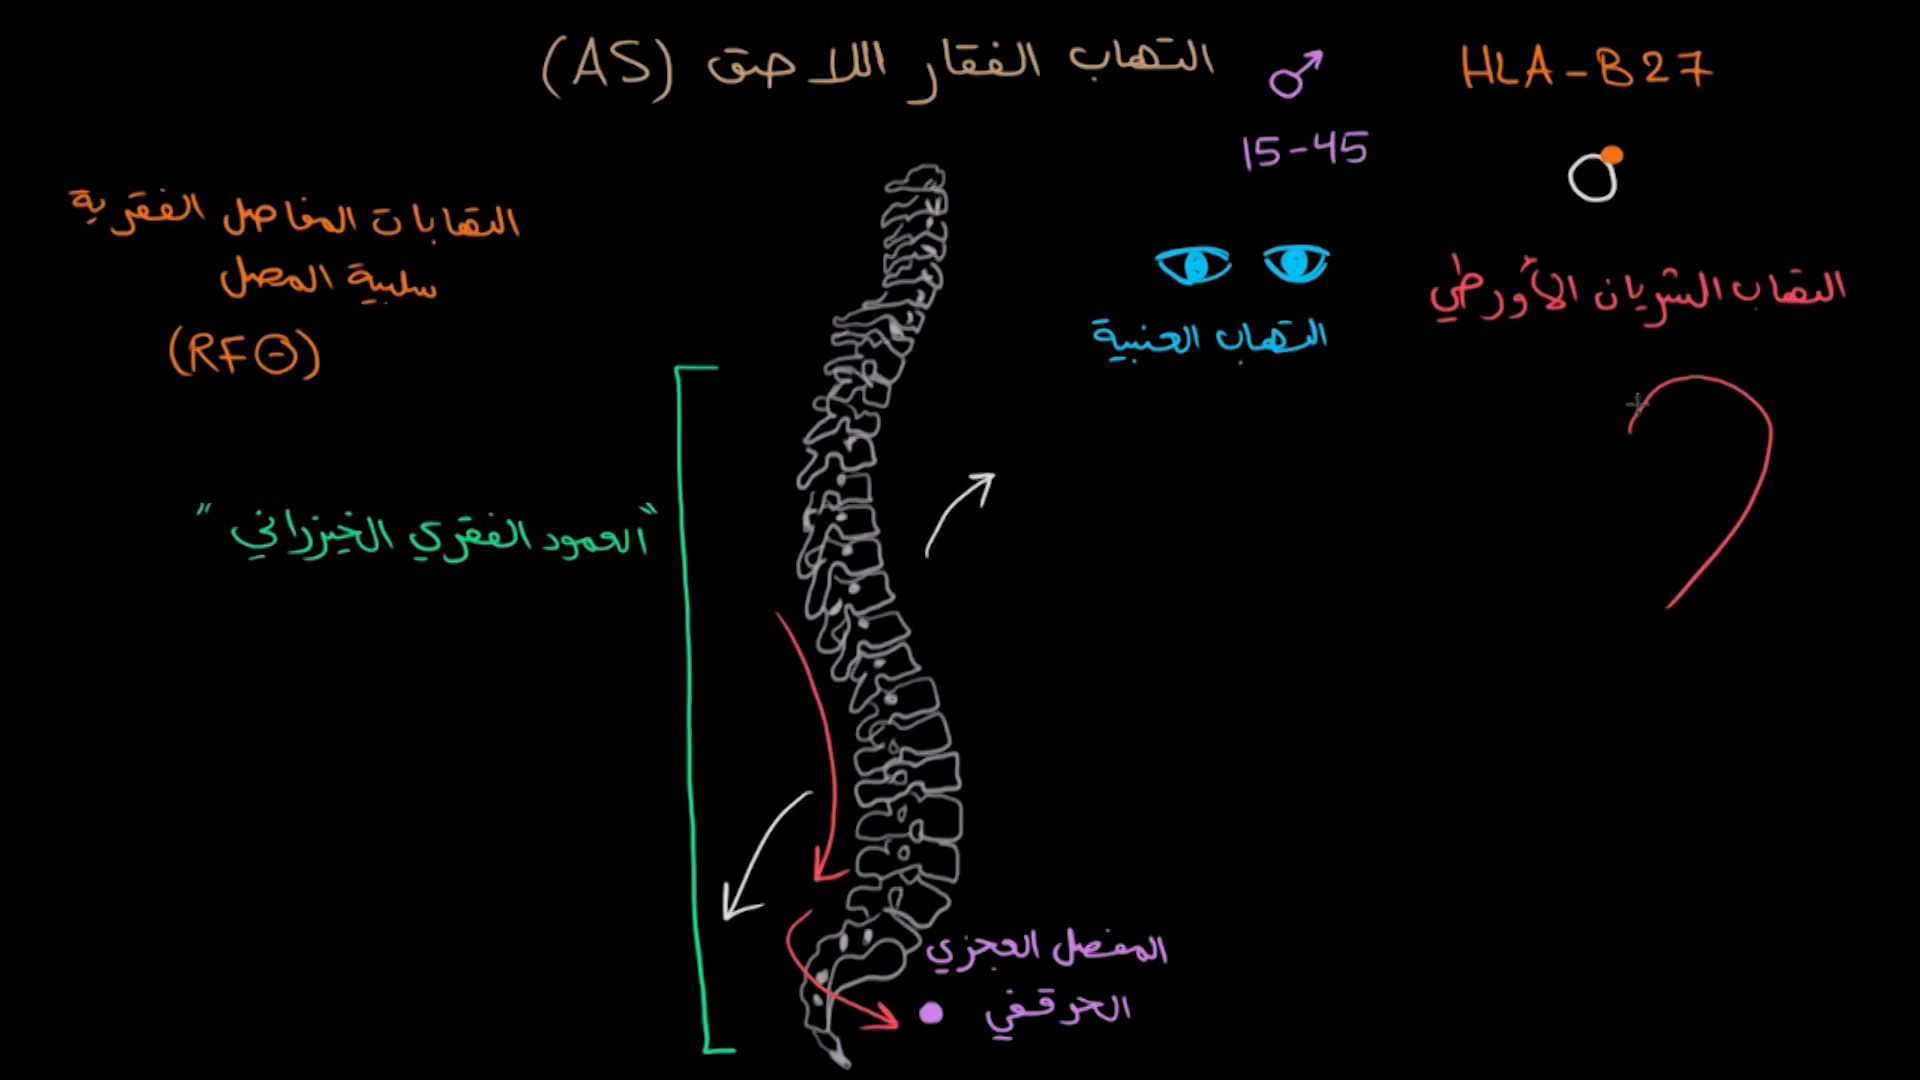 التهاب الفقار اللاصق (AS)
HLA-B27
15-45
التهابات المفاصل الفقرية
سلبية المصل
(RF⊖)
التهاب العنبية
التهاب الشريان الأورطي
"العمود الفقري الخيزراني"
المفصل العجزي
الحرقفي